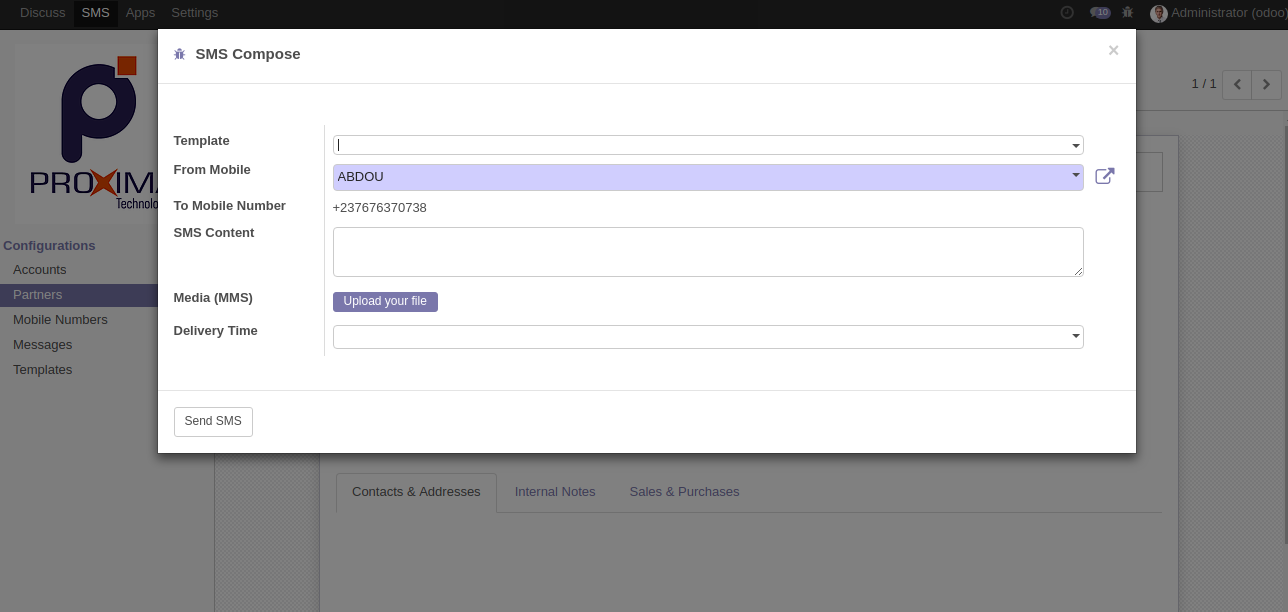 Discuss SMS Apps Settings 10 Administrator (odoo)
SMS Compose ×
1 / 1
Template
From Mobile ABDOU
To Mobile Number +237676370738
SMS Content
Media (MMS) Upload your file
Delivery Time
Send SMS
PROXIMA
Technolo
Configurations
Accounts
Partners
Mobile Numbers
Messages
Templates
Contacts & Addresses Internal Notes Sales & Purchases